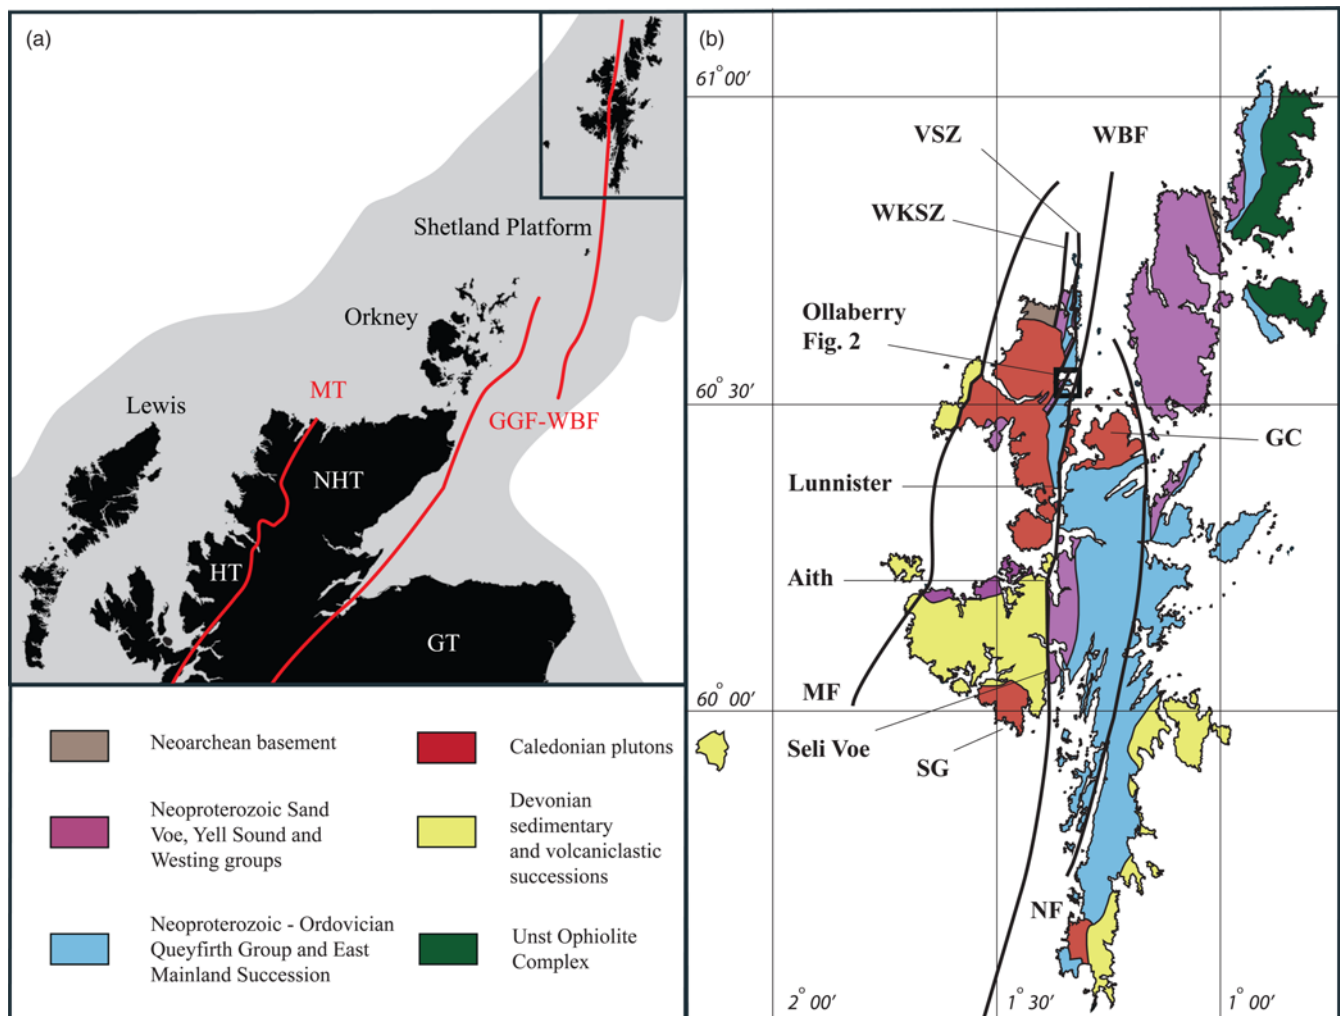 (a)
Shetland Platform
Orkney
MT
Lewis
GGF-WBF
NHT
HT
GT
Neoarchean basement
Neoproterozoic Sand
Voe, Yell Sound and
Westing groups
Neoproterozoic - Ordovician
Queyfirth Group and East
Mainland Succession
Caledonian plutons
Devonian
sedimentary
and volcaniclastic
successions
Unst Ophiolite
Complex
(b)
61° 00'
VSZ
WBF
WKSZ
Ollaberry
Fig. 2
60° 30'
GC
Lunnister
Aith
MF
60° 00'
Seli Voe
SG
NF
2° 00'
1° 30'
1° 00'